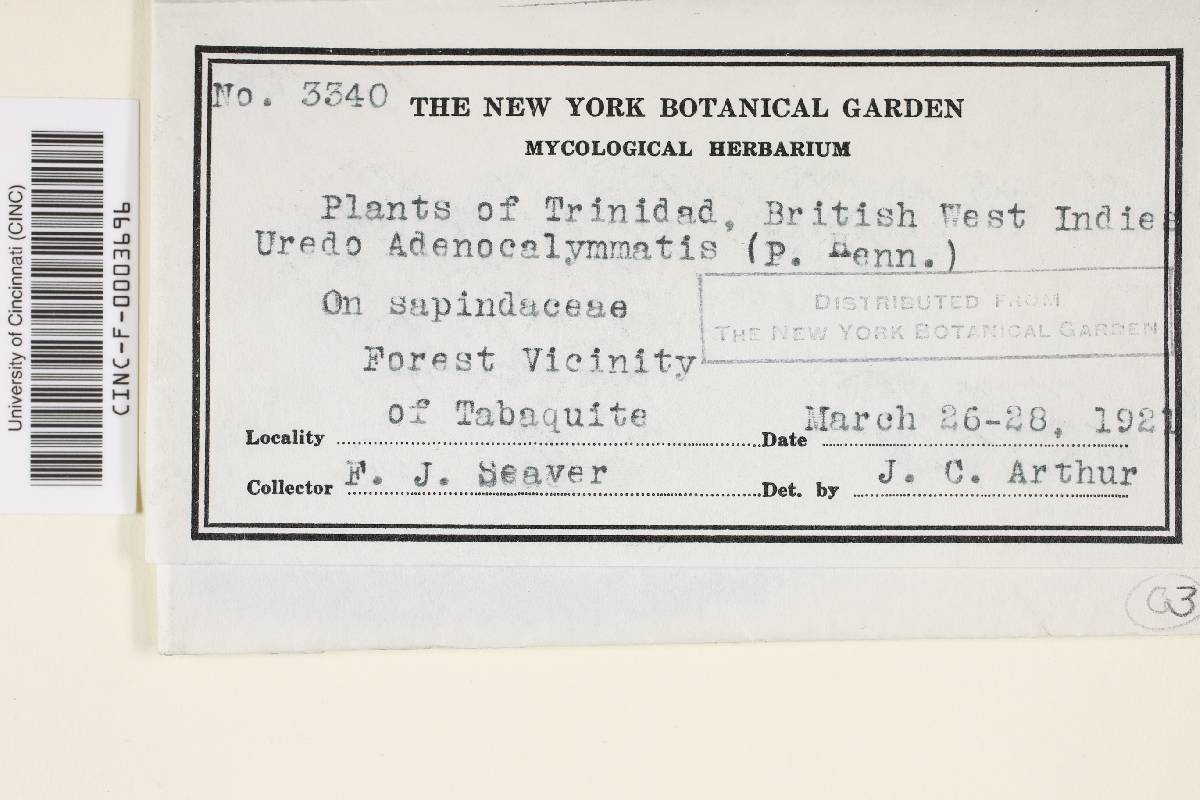 No. 3340
THE NEW YORK BOTANICAL GARDEN
MYCOLOGICAL HERBARIUM
Plants of Trinidad, British West Indies
Uredo Adenocalymmatis (P. Henn.)
DISTRIBUTED FROM
THE NEW YORK BOTANICAL GARDEN
On sapindaceae
Forest Vicinity
of Tabaquite
Locality
Date March 26-28, 1921
Collector F. J. Seaver
Det. by J. C. Arthur
University of Cincinnati (CINC)
CINC-F-0003696